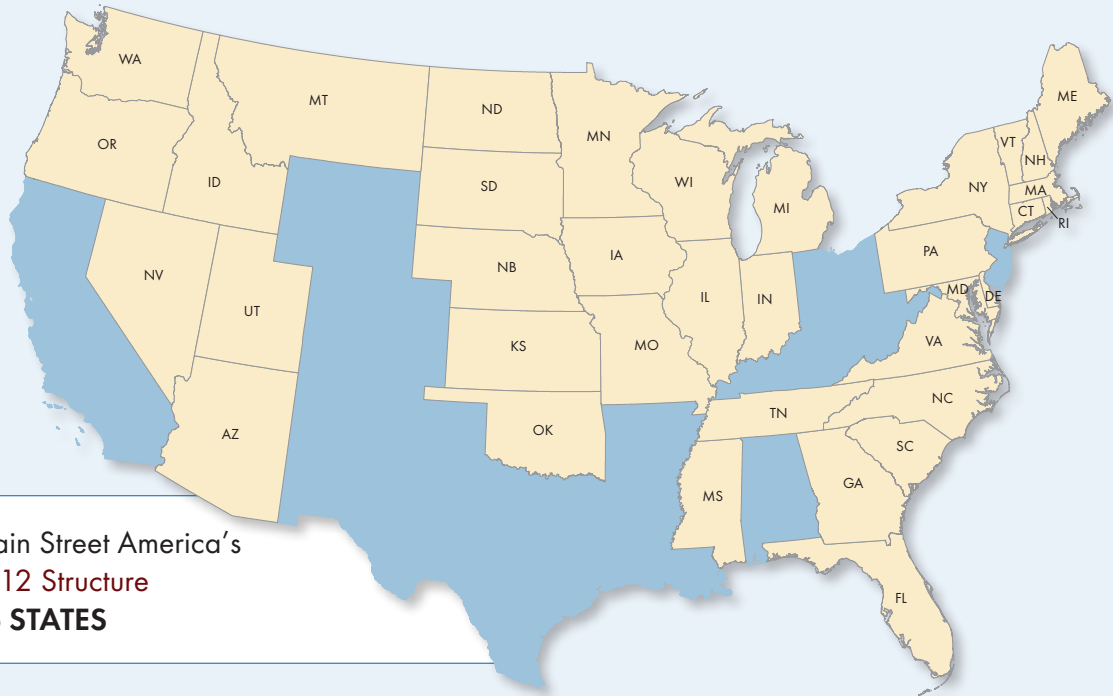 WA
MT
ND
MN
ME
OR
VT
NH
ID
SD
WI
NY
MA
MI
CT
RI
IA
PA
NV
NB
UT
IL
IN
MD
DE
KS
MO
VA
NC
TN
AZ
OK
SC
MS
GA
ain Street America's
12 Structure
STATES
FL